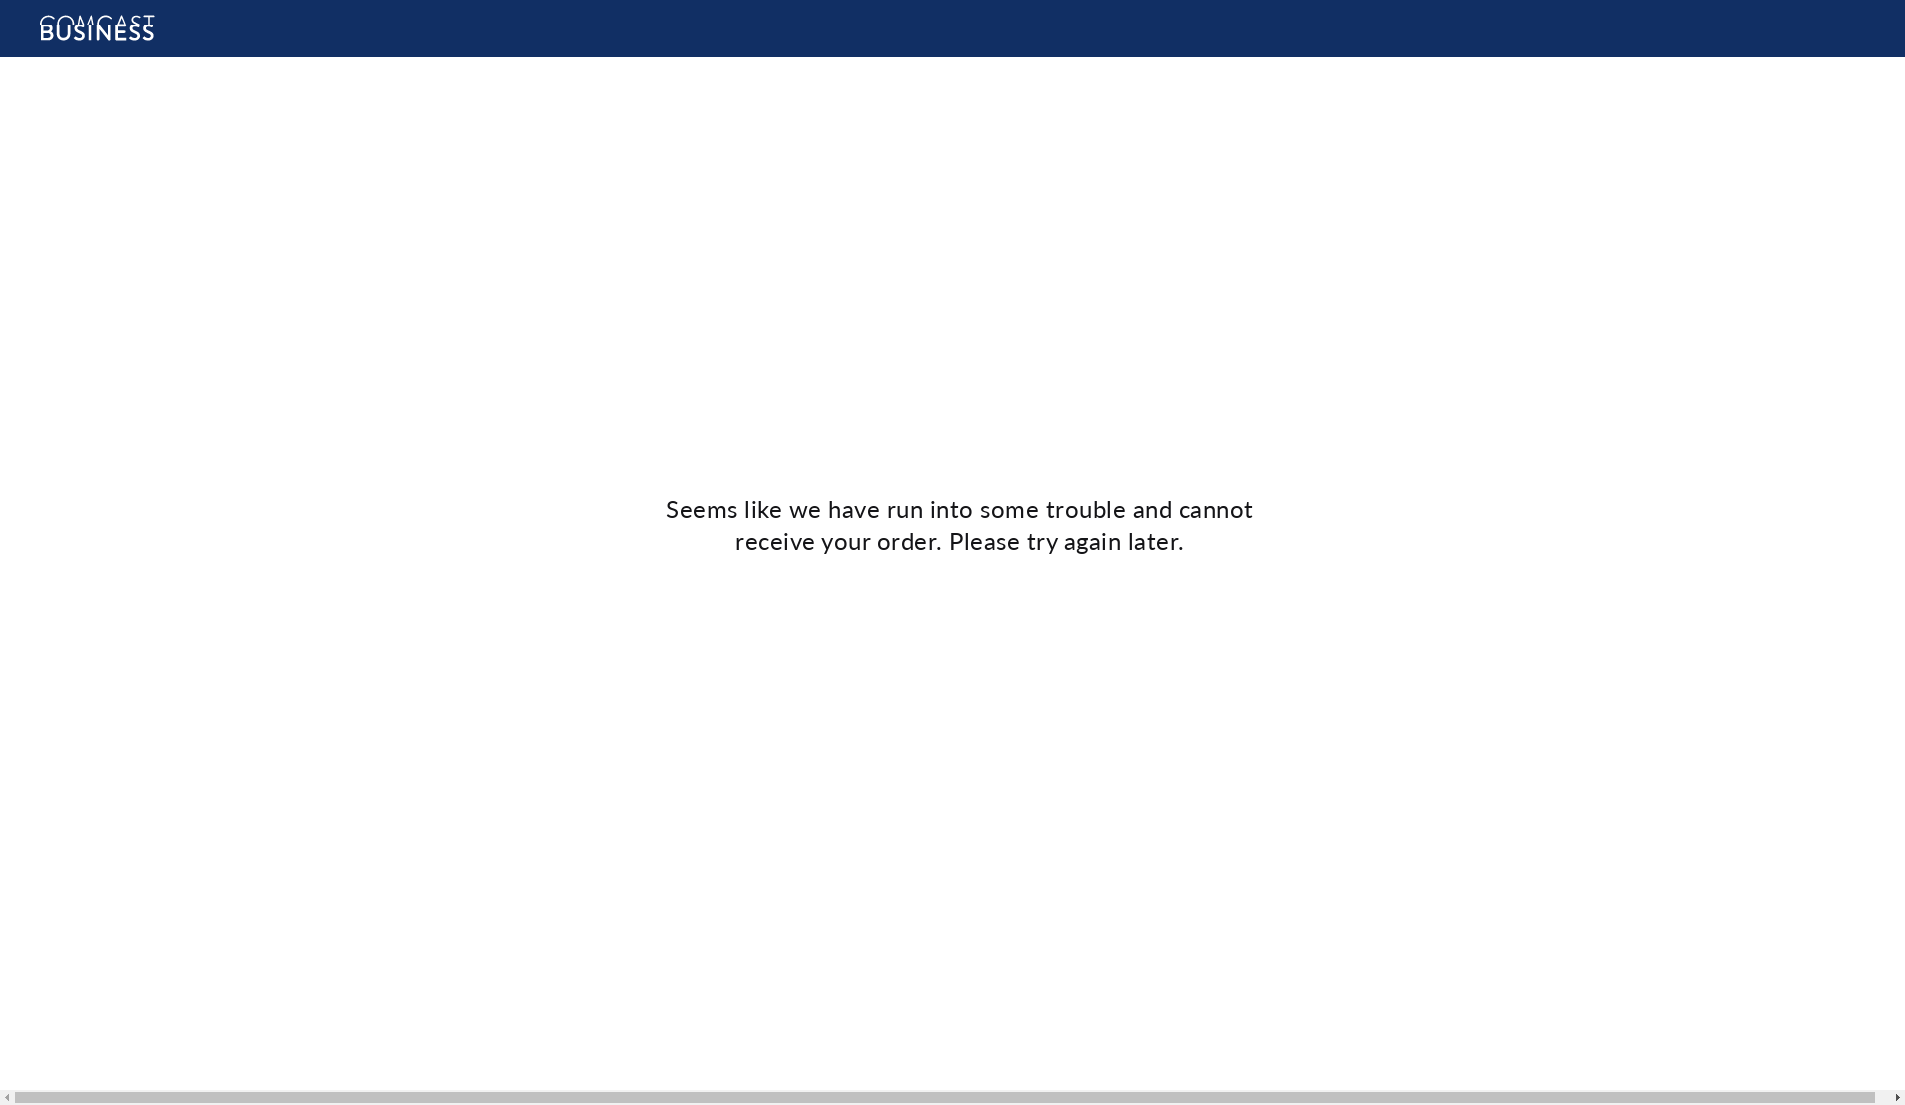 COMCAST
BUSINESS
Seems like we have run into some trouble and cannot
receive your order. Please try again later.